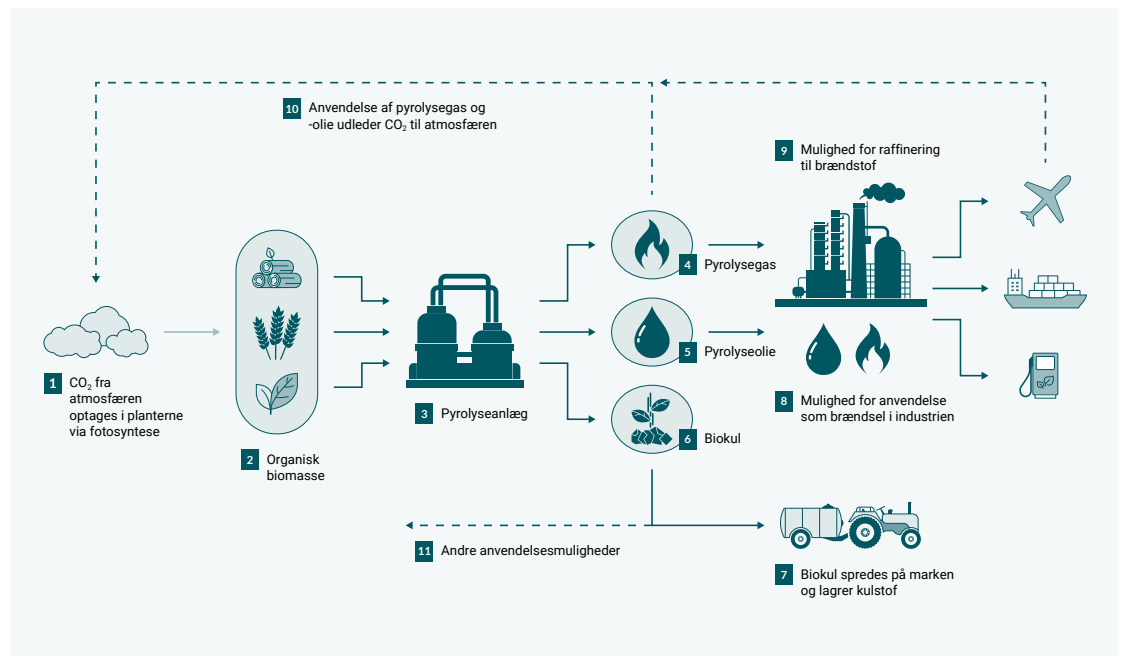 10 Anvendelse af pyrolysegas og
-olie udleder CO₂ til atmosfæren
9 Mulighed for raffinering
til brændstof
4 Pyrolysegas
5 Pyrolyseolie
1 CO₂ fra
atmosfæren
optages i planterne
via fotosyntese
3 Pyrolyseanlæg
8 Mulighed for anvendelse
som brændsel i industrien
6 Biokul
2 Organisk
biomasse
11 Andre anvendelsesmuligheder
7 Biokul spredes på marken
og lagrer kulstof